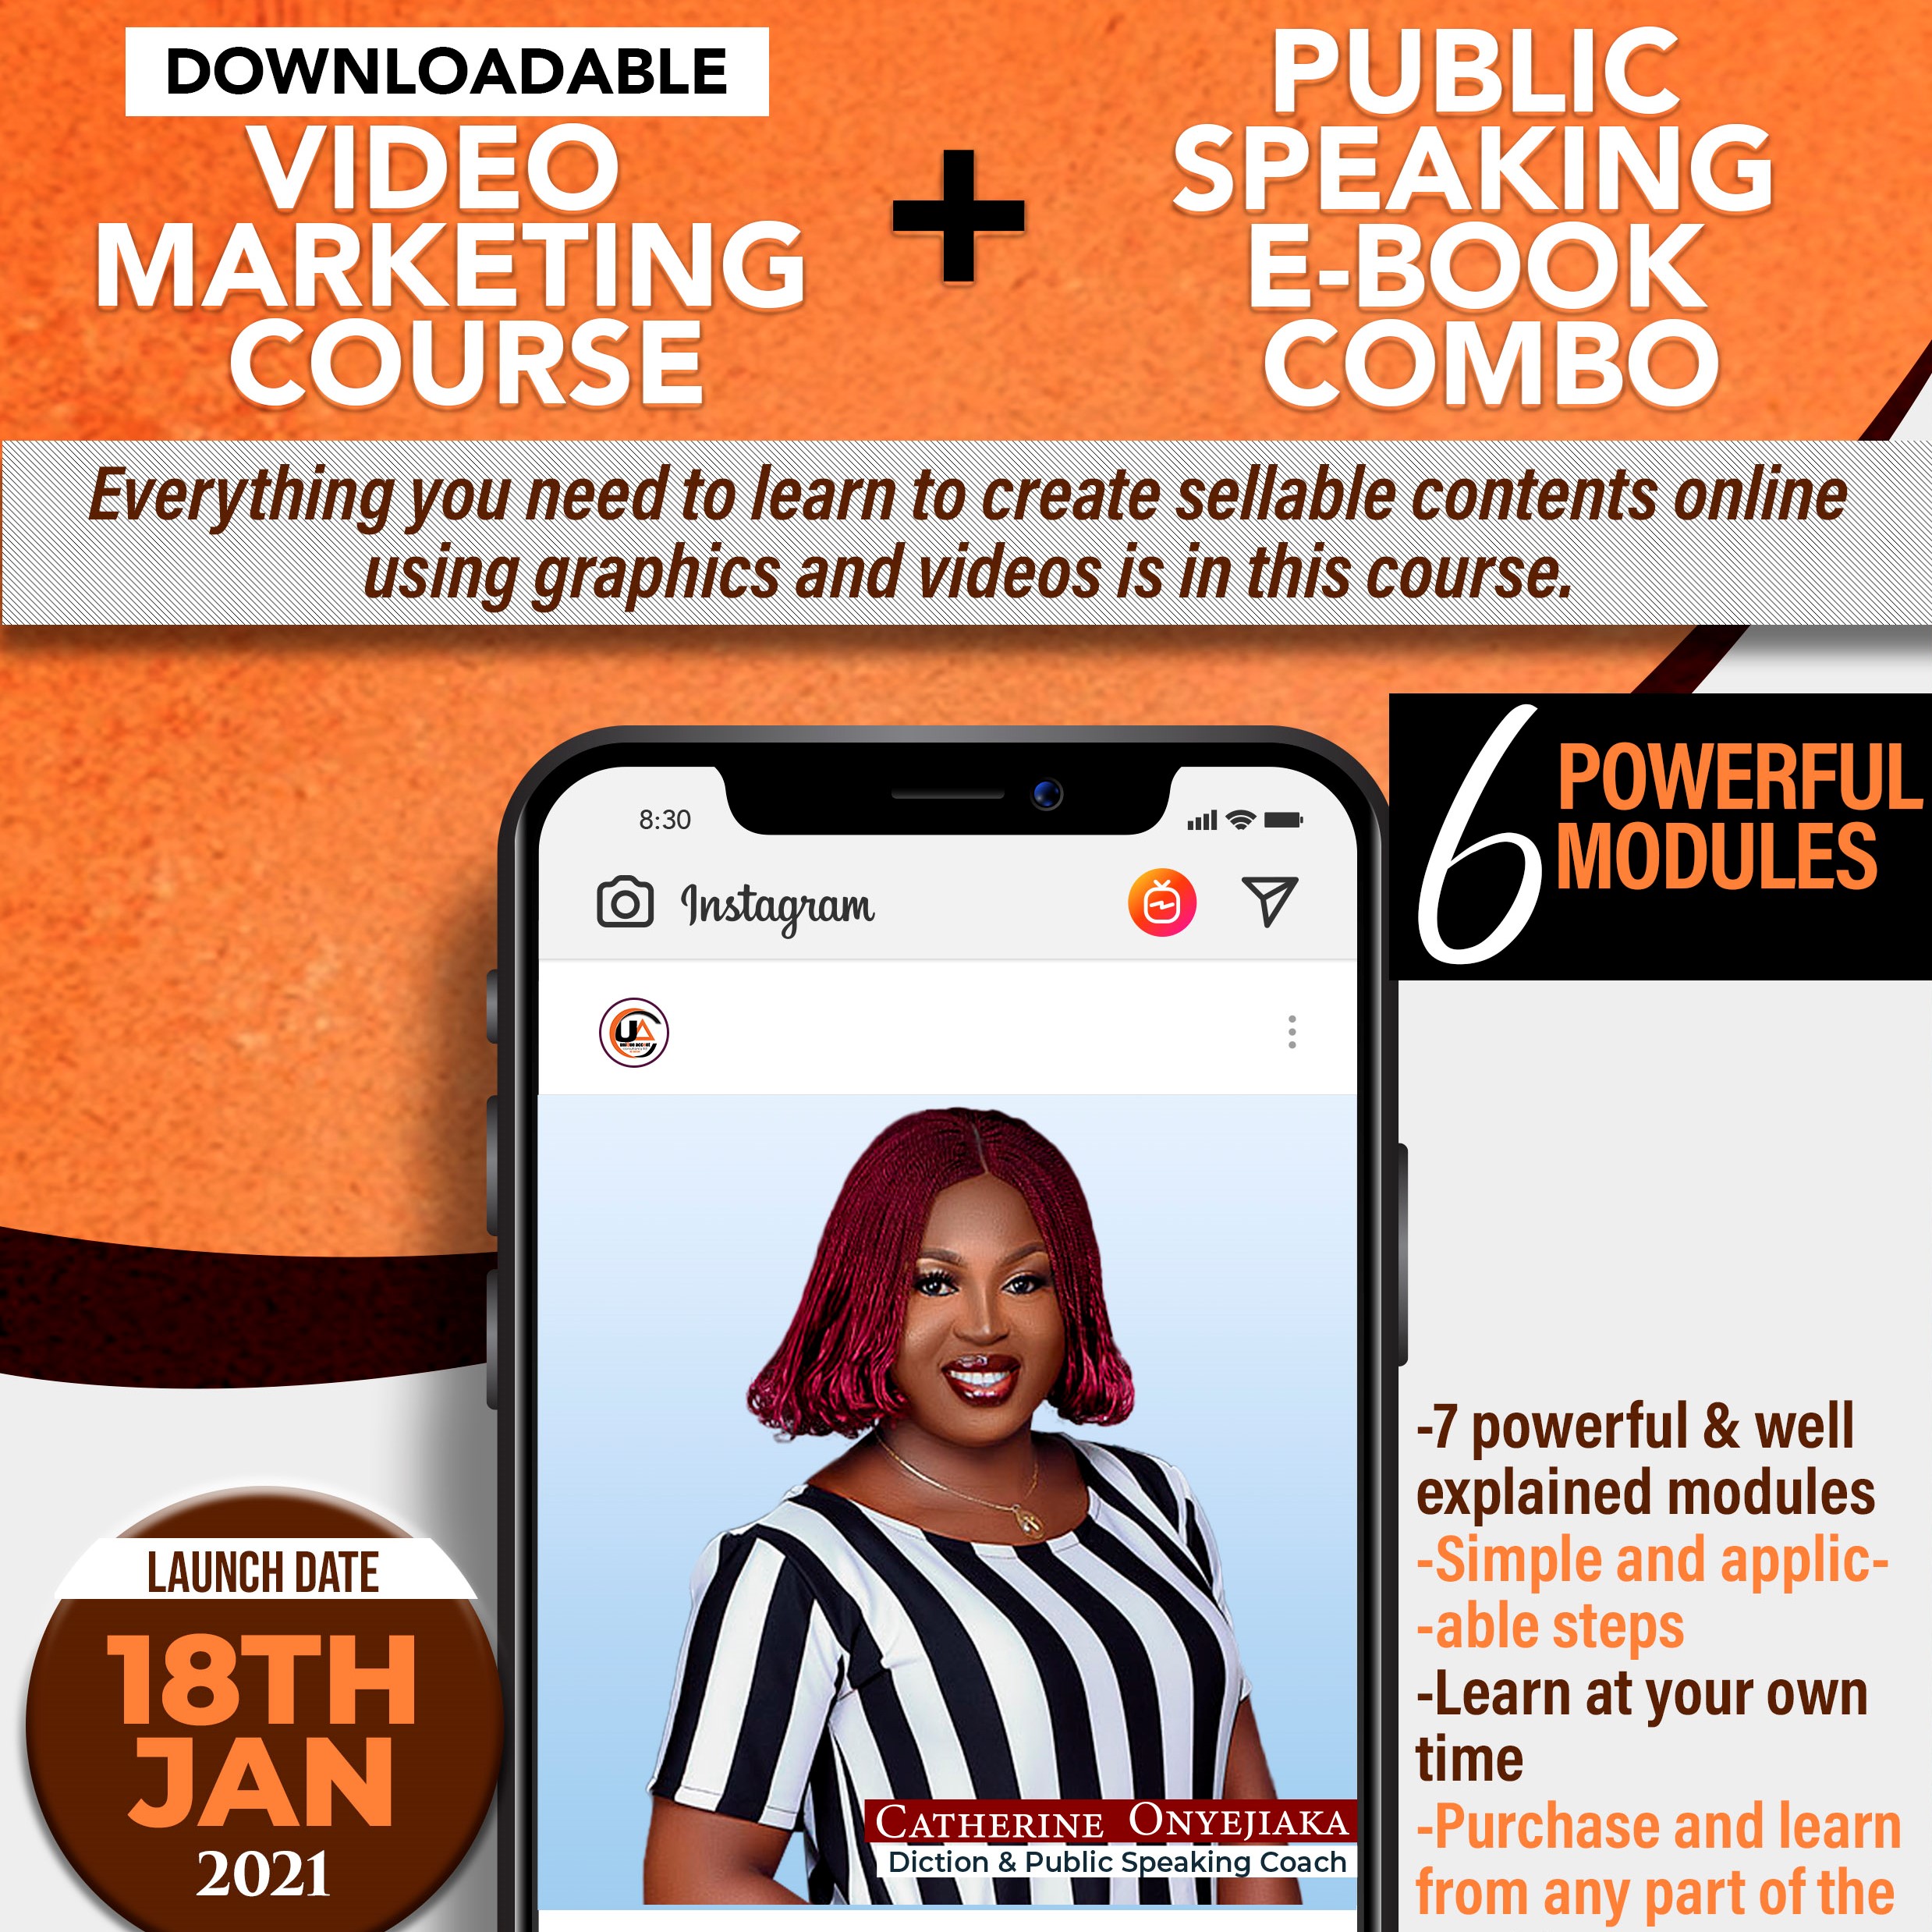 DOWNLOADABLE
VIDEO
MARKETING
COURSE
+
PUBLIC
SPEAKING
E-BOOK
COMBO
Everything you need to learn to create sellable contents online
using graphics and videos is in this course.
6 POWERFUL
MODULES
8:30
Instagram
UA
CATHERINE ONYEJIAKA
Diction & Public Speaking Coach
LAUNCH DATE
18TH
JAN
2021
-7 powerful & well
explained modules
-Simple and applic-
-able steps
-Learn at your own
time
-Purchase and learn
from any part of the